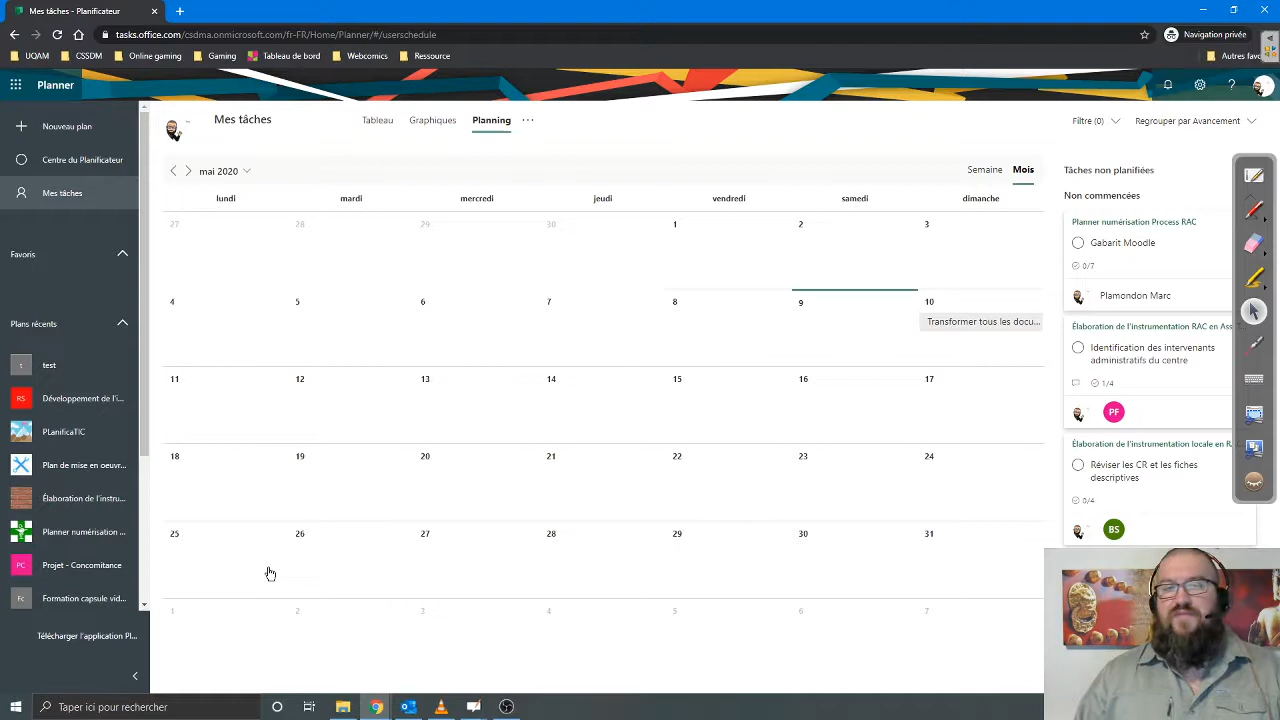 Mes tâches - Planificateur
tasks.office.com/csdma.onmicrosoft.com/fr-FR/Home/Planner/#/userschedule
Navigation privée
UQAM
CSSDM
Online gaming
Gaming
Tableau de bord
Webcomics
Ressource
Autres favo
Planner
Nouveau plan
Centre du Planificateur
Mes tâches
Favoris
Plans récents
t
test
RS
Développement de l'i...
PLanificaTIC
Plan de mise en oeuvr...
Élaboration de l'instru...
Planner numérisation ...
PC
Projet - Concomitance
Fc
Formation capsule vid...
Télécharger l'application Pl...
Mes tâches
Tableau
Graphiques
Planning
Filtre (0)
Regrouper par Avancement
mai 2020
Semaine
Mois
lundi mardi mercredi jeudi vendredi samedi dimanche
27 28 29 30 1 2 3
4 5 6 7 8 9 10
Transformer tous les docu...
11 12 13 14 15 16 17
18 19 20 21 22 23 24
25 26 27 28 29 30 31
1 2 3 4 5 6 7
Tâches non planifiées
Non commencées
Planner numérisation Process RAC
Gabarit Moodle
0/7
Plamondon Marc
Élaboration de l'instrumentation RAC en Ass
Identification des intervenants
administratifs du centre
1/4
PF
Élaboration de l'instrumentation locale en R
Réviser les CR et les fiches
descriptives
0/4
BS
Taper ici pour rechercher